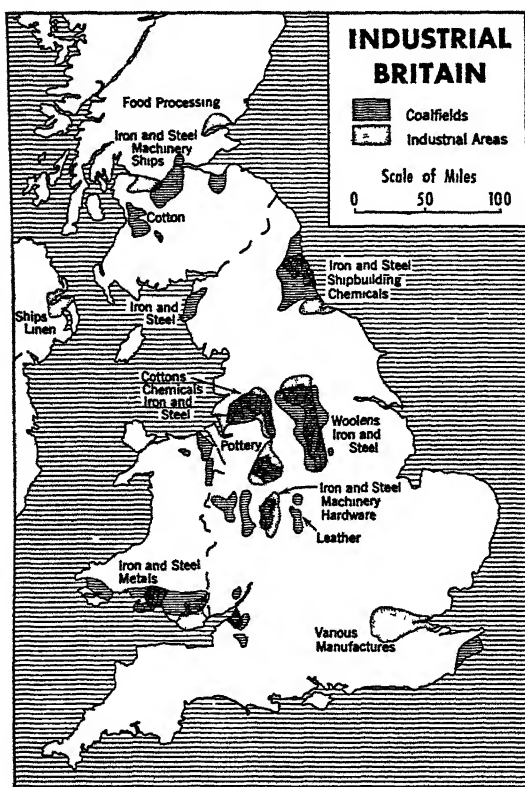 INDUSTRIAL
BRITAIN
Coalfields
Industrial Areas
Scale of Miles
0 50 100
Food Processing
Iron and Steel
Machinery
Ships
Cotton
Iron and Steel
Shipbuilding
Chemicals
Iron and
Steel
Ships
Linen
Cottons
Chemicals
Iron and
Steel
Pottery
Woolens
Iron and
Steel
Iron and Steel
Machinery
Hardware
Leather
Iron and Steel
Metals
Various
Manufactures